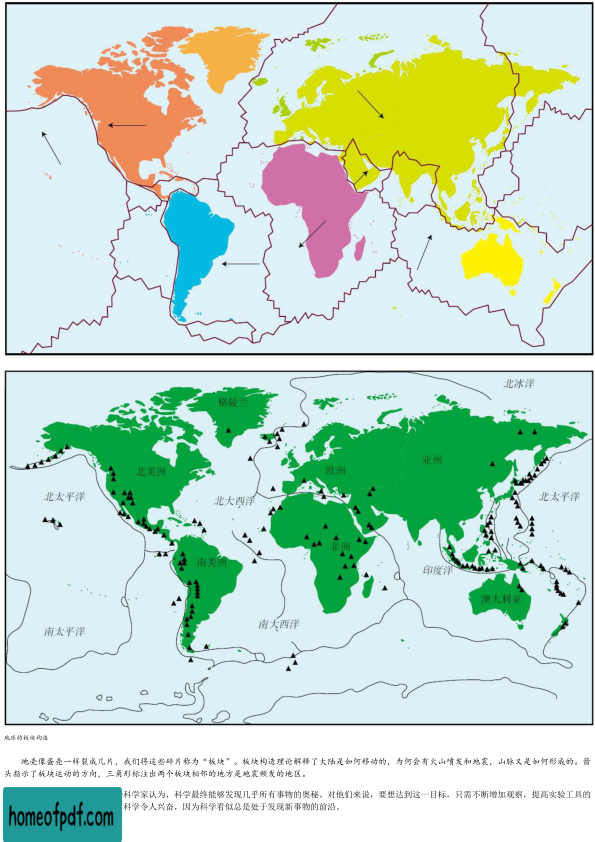 北冰洋
格陵兰
北美洲
欧洲
亚洲
北太平洋
北大西洋
北太平洋
非洲
南美洲
印度洋
澳大利亚
南太平洋
南大西洋
地球的板块构造
地壳像蛋壳一样裂成几片，我们将这些碎片称为“板块”。板块构造理论解释了大陆是如何移动的，为何会有火山喷发和地震，山脉又是如何形成的。箭
头指示了板块运动的方向，三角形标注出两个板块相邻的地方是地震频发的地区。
科学家认为，科学最终能够发现几乎所有事物的奥秘。对他们来说，要想达到这一目标，只需不断增加观察，提高实验工具的
科学令人兴奋，因为科学看似总是处于发现新事物的前沿。
homeofpdf.com